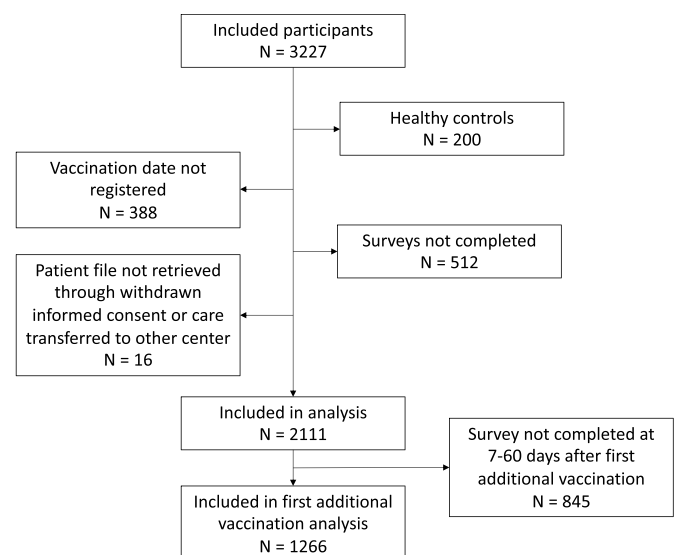 Included participants
N = 3227
Healthy controls
N = 200
Vaccination date not
registered
N = 388
Surveys not completed
N = 512
Patient file not retrieved
through withdrawn
informed consent or care
transferred to other center
N = 16
Included in analysis
N = 2111
Survey not completed at
7-60 days after first
additional vaccination
N = 845
Included in first additional
vaccination analysis
N = 1266